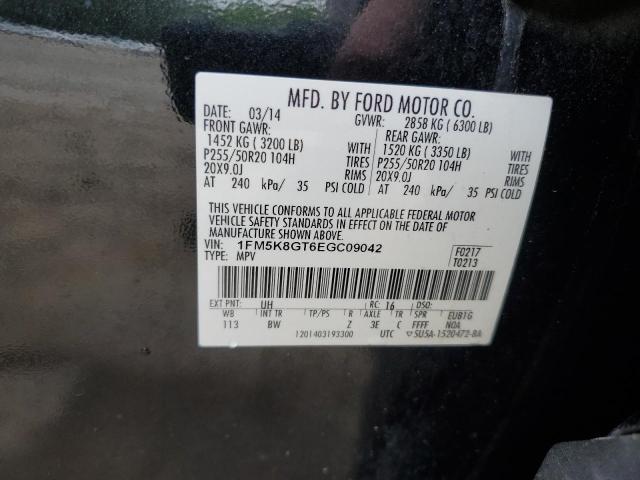 MFD. BY FORD MOTOR CO.
DATE: 03/14 GVWR: 2858 KG ( 6300 LB)
FRONT GAWR: REAR GAWR:
1452 KG ( 3200 LB) WITH 1520 KG ( 3350 LB) WITH
P255/50R20 104H TIRES P255/50R20 104H TIRES
20X9.0J RIMS 20X9.0J RIMS
AT 240 kPa/ 35 PSI COLD AT 240 kPa/ 35 PSI COLD
THIS VEHICLE CONFORMS TO ALL APPLICABLE FEDERAL MOTOR
VEHICLE SAFETY STANDARDS IN EFFECT ON THE DATE OF
MANUFACTURE SHOWN ABOVE.
VIN: 1FM5K8GT6EGC09042 F0217
TYPE: MPV T0213
EXT PNT: UH RC: 16 DSO:
WB INT TR TP/PS R AXLE TR SPR EUB1G
113 BW Z 3E C FFFF NOA
1201403193300 UTC ▽5U5A-1520472-BA